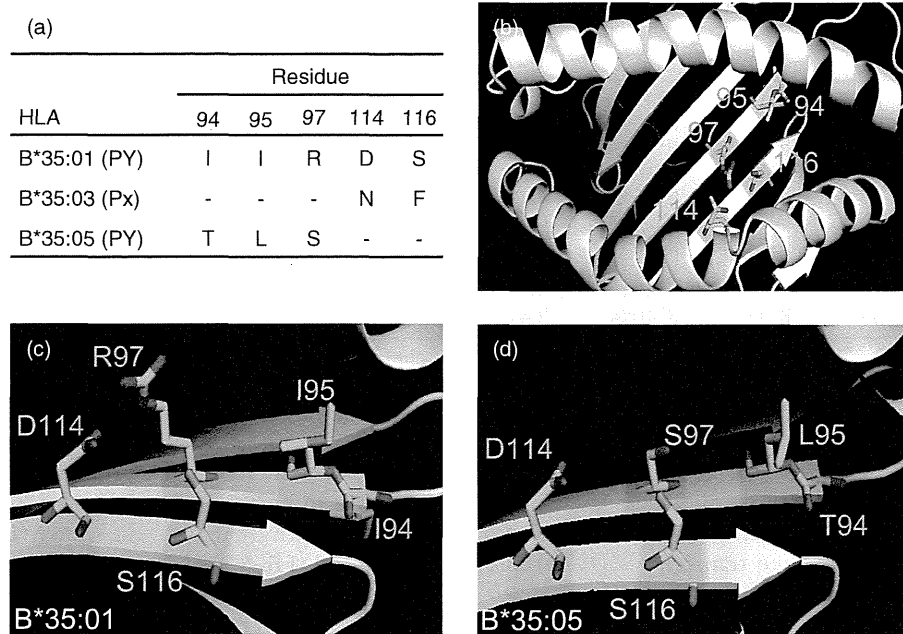 (a)
Residue
HLA 94 95 97 114 116
B*35:01 (PY) I I R D S
B*35:03 (Px) - - - N F
B*35:05 (PY) T L S - -
(b)
95 94
97
116
114
(c)
R97
I95
D114
I94
S116
B*35:01
(d)
S97
L95
D114
T94
S116
B*35:05